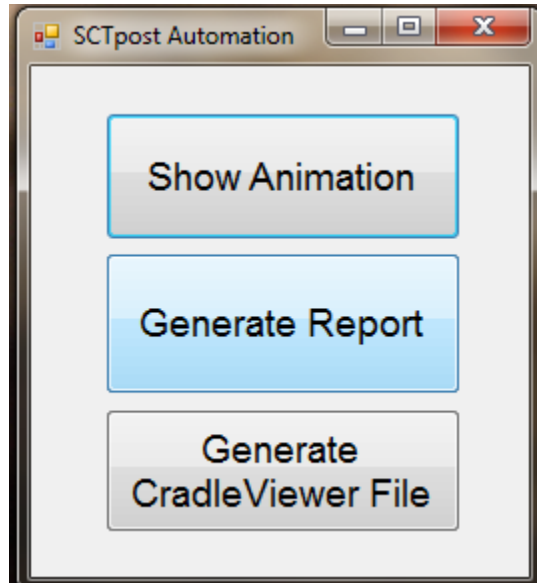 SCTpost Automation
Show Animation
Generate Report
Generate
CradleViewer File